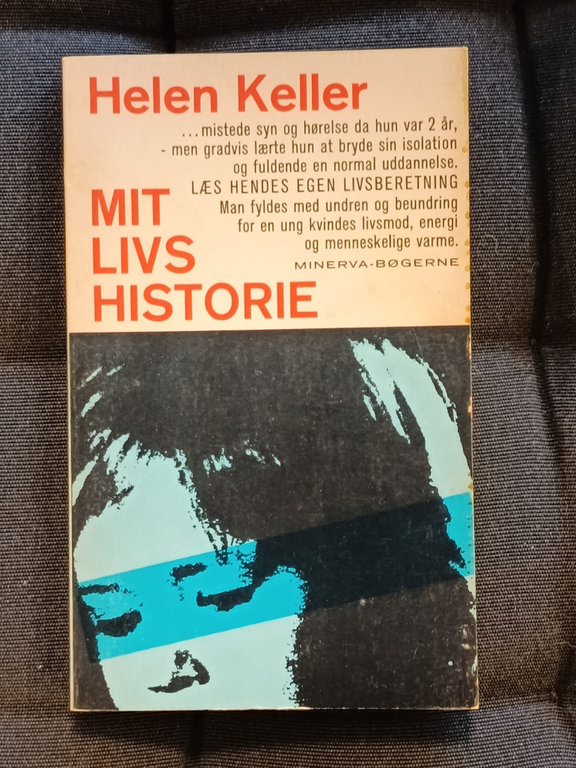 Helen Keller
...mistede syn og hørelse da hun var 2 år,
- men gradvis lærte hun at bryde sin isolation
og fuldende en normal uddannelse.
LÆS HENDES EGEN LIVSBERETNING
Man fyldes med undren og beundring
for en ung kvindes livsmod, energi
og menneskelige varme.
MINERVA-BØGERNE
MIT
LIVS
HISTORIE